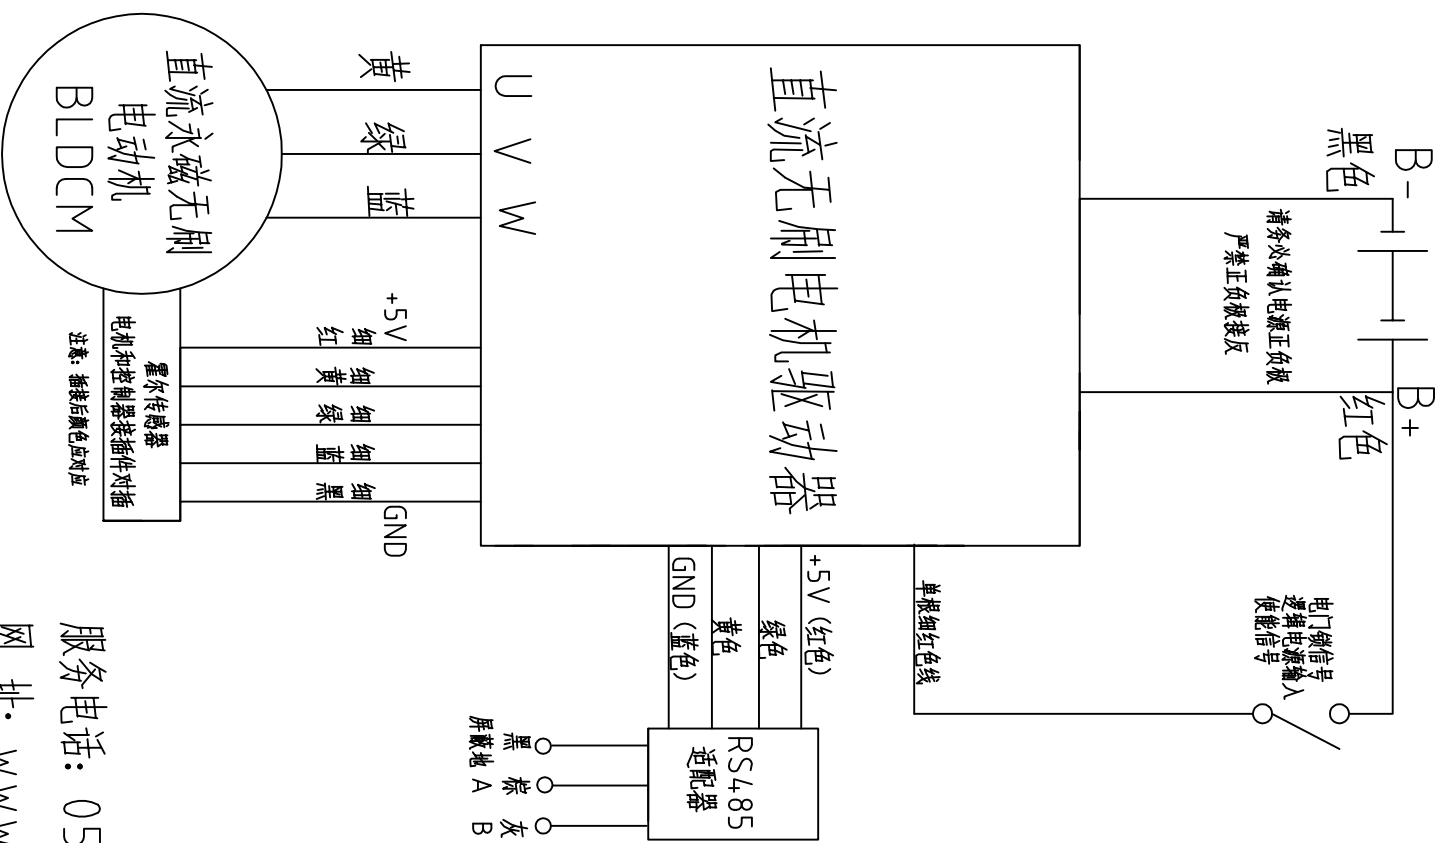 B-
黑色
请务必确认电源正负极
严禁正负极接反
B+
红色
直流无刷电机驱动器
U
V
W
黄
绿
蓝
直流永磁无刷
电动机
BLDCM
+5V
细
红
细
黄
细
绿
细
蓝
细
黑
GND
霍尔传感器
电机和控制器接插件对插
注意: 插接后颜色应对应
电门锁信号
逻辑电源输入
使能信号
单根细红色线
+5V (红色)
绿色
黄色
GND (蓝色)
RS485
适配器
黑
屏蔽地
棕
A
灰
B
服务电话: 05
网 址: WWW